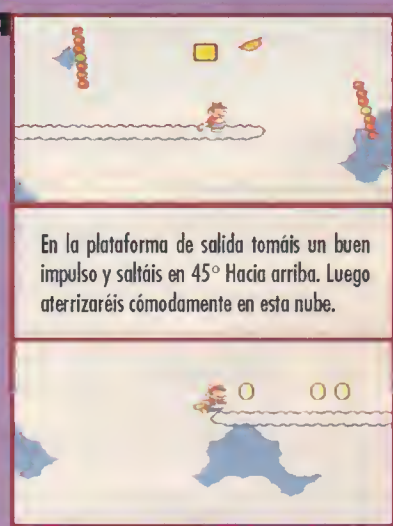 En la plataforma de salida tomáis un buen
impulso y saltáis en 45° Hacia arriba. Luego
aterrizaréis cómodamente en esta nube.